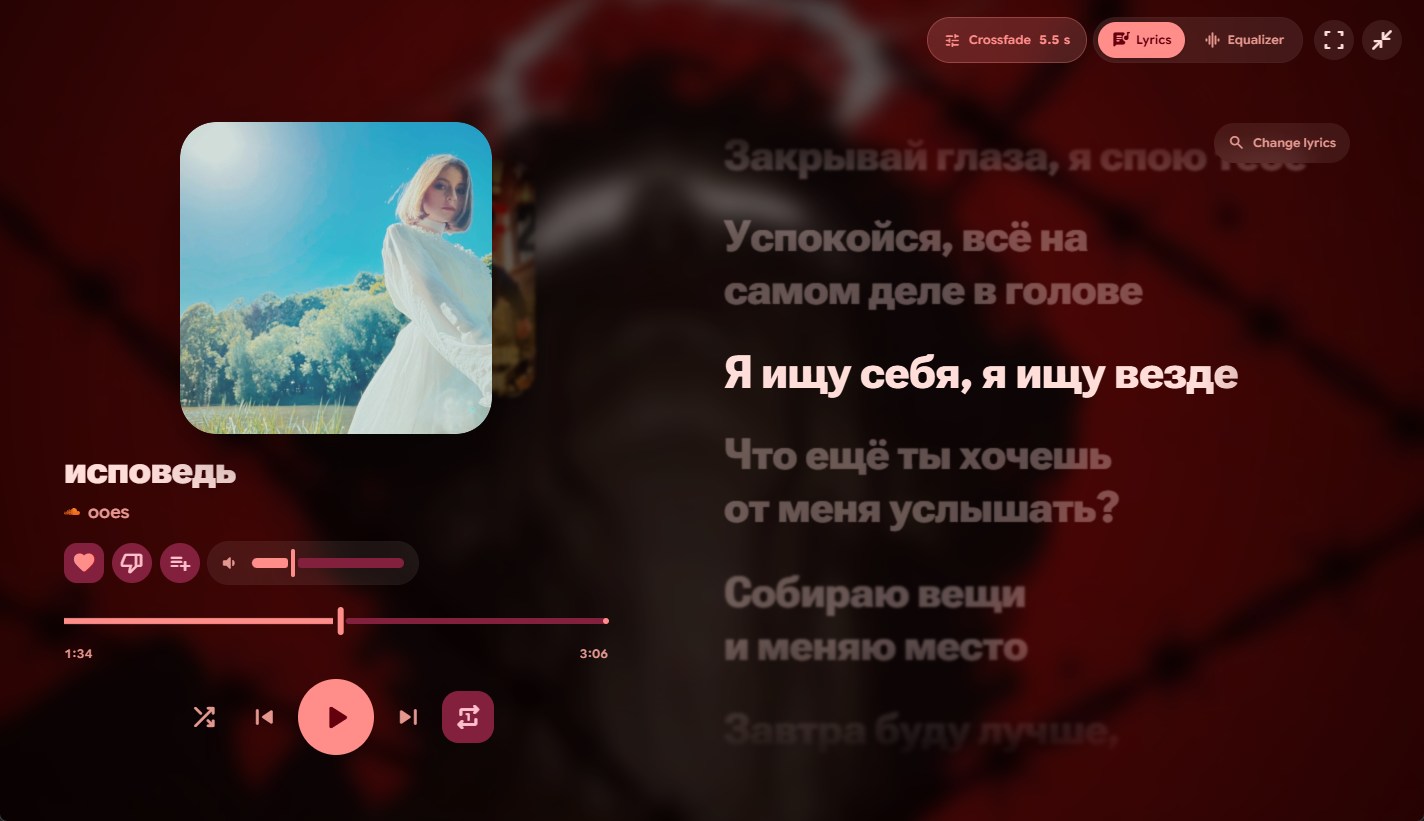 Crossfade 5.5 s
Lyrics
Equalizer
Change lyrics
Закрывай глаза, я спою
Успокойся, всё на
самом деле в голове
Я ищу себя, я ищу везде
Что ещё ты хочешь
от меня услышать?
Собираю вещи
и меняю место
Завтра буду лучше,
исповедь
ooes
1:34
3:06
1